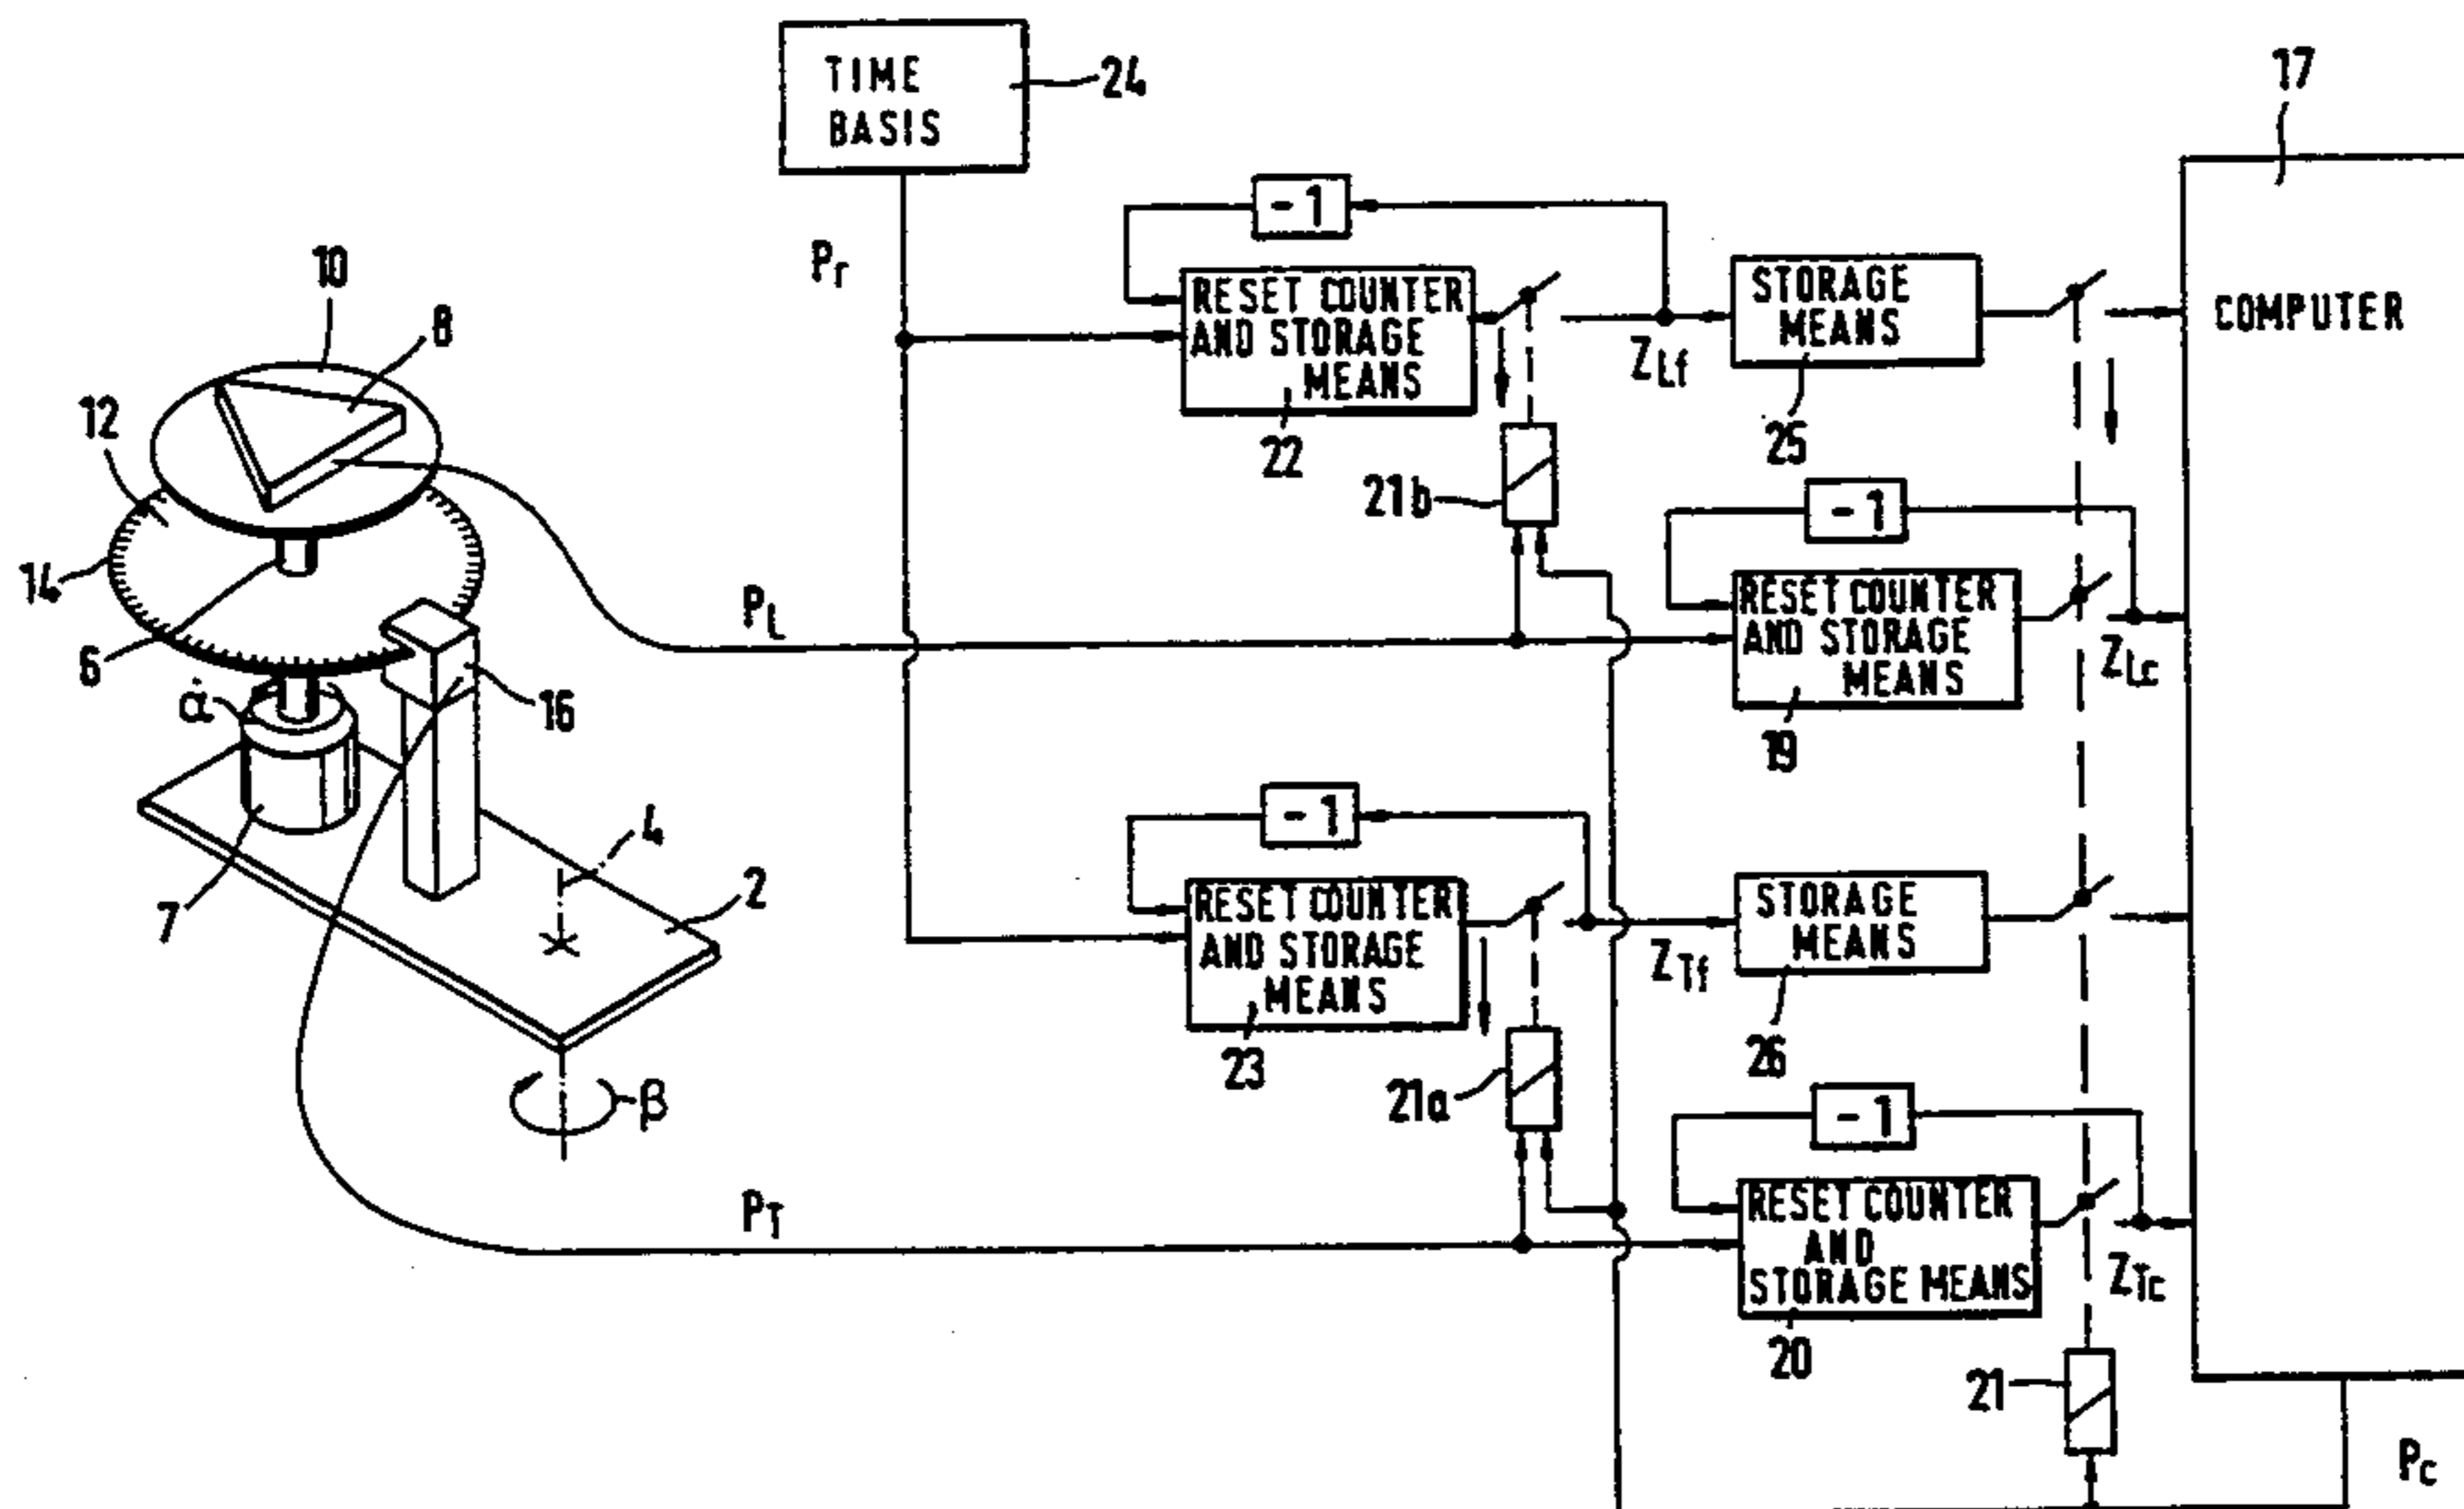 TIME
BASIS
24
17
Pr
- 1
10
8
12
14
6
α̇
16
7
4
2
β
RESET COUNTER
AND STORAGE
MEANS
22
ZLf
STORAGE
MEANS
25
COMPUTER
21b
- 1
PL
RESET COUNTER
AND STORAGE
MEANS
19
ZLc
- 1
RESET COUNTER
AND STORAGE
MEANS
23
ZTf
STORAGE
MEANS
26
21a
- 1
PT
RESET COUNTER
AND
STORAGE MEANS
20
ZTc
21
Pc